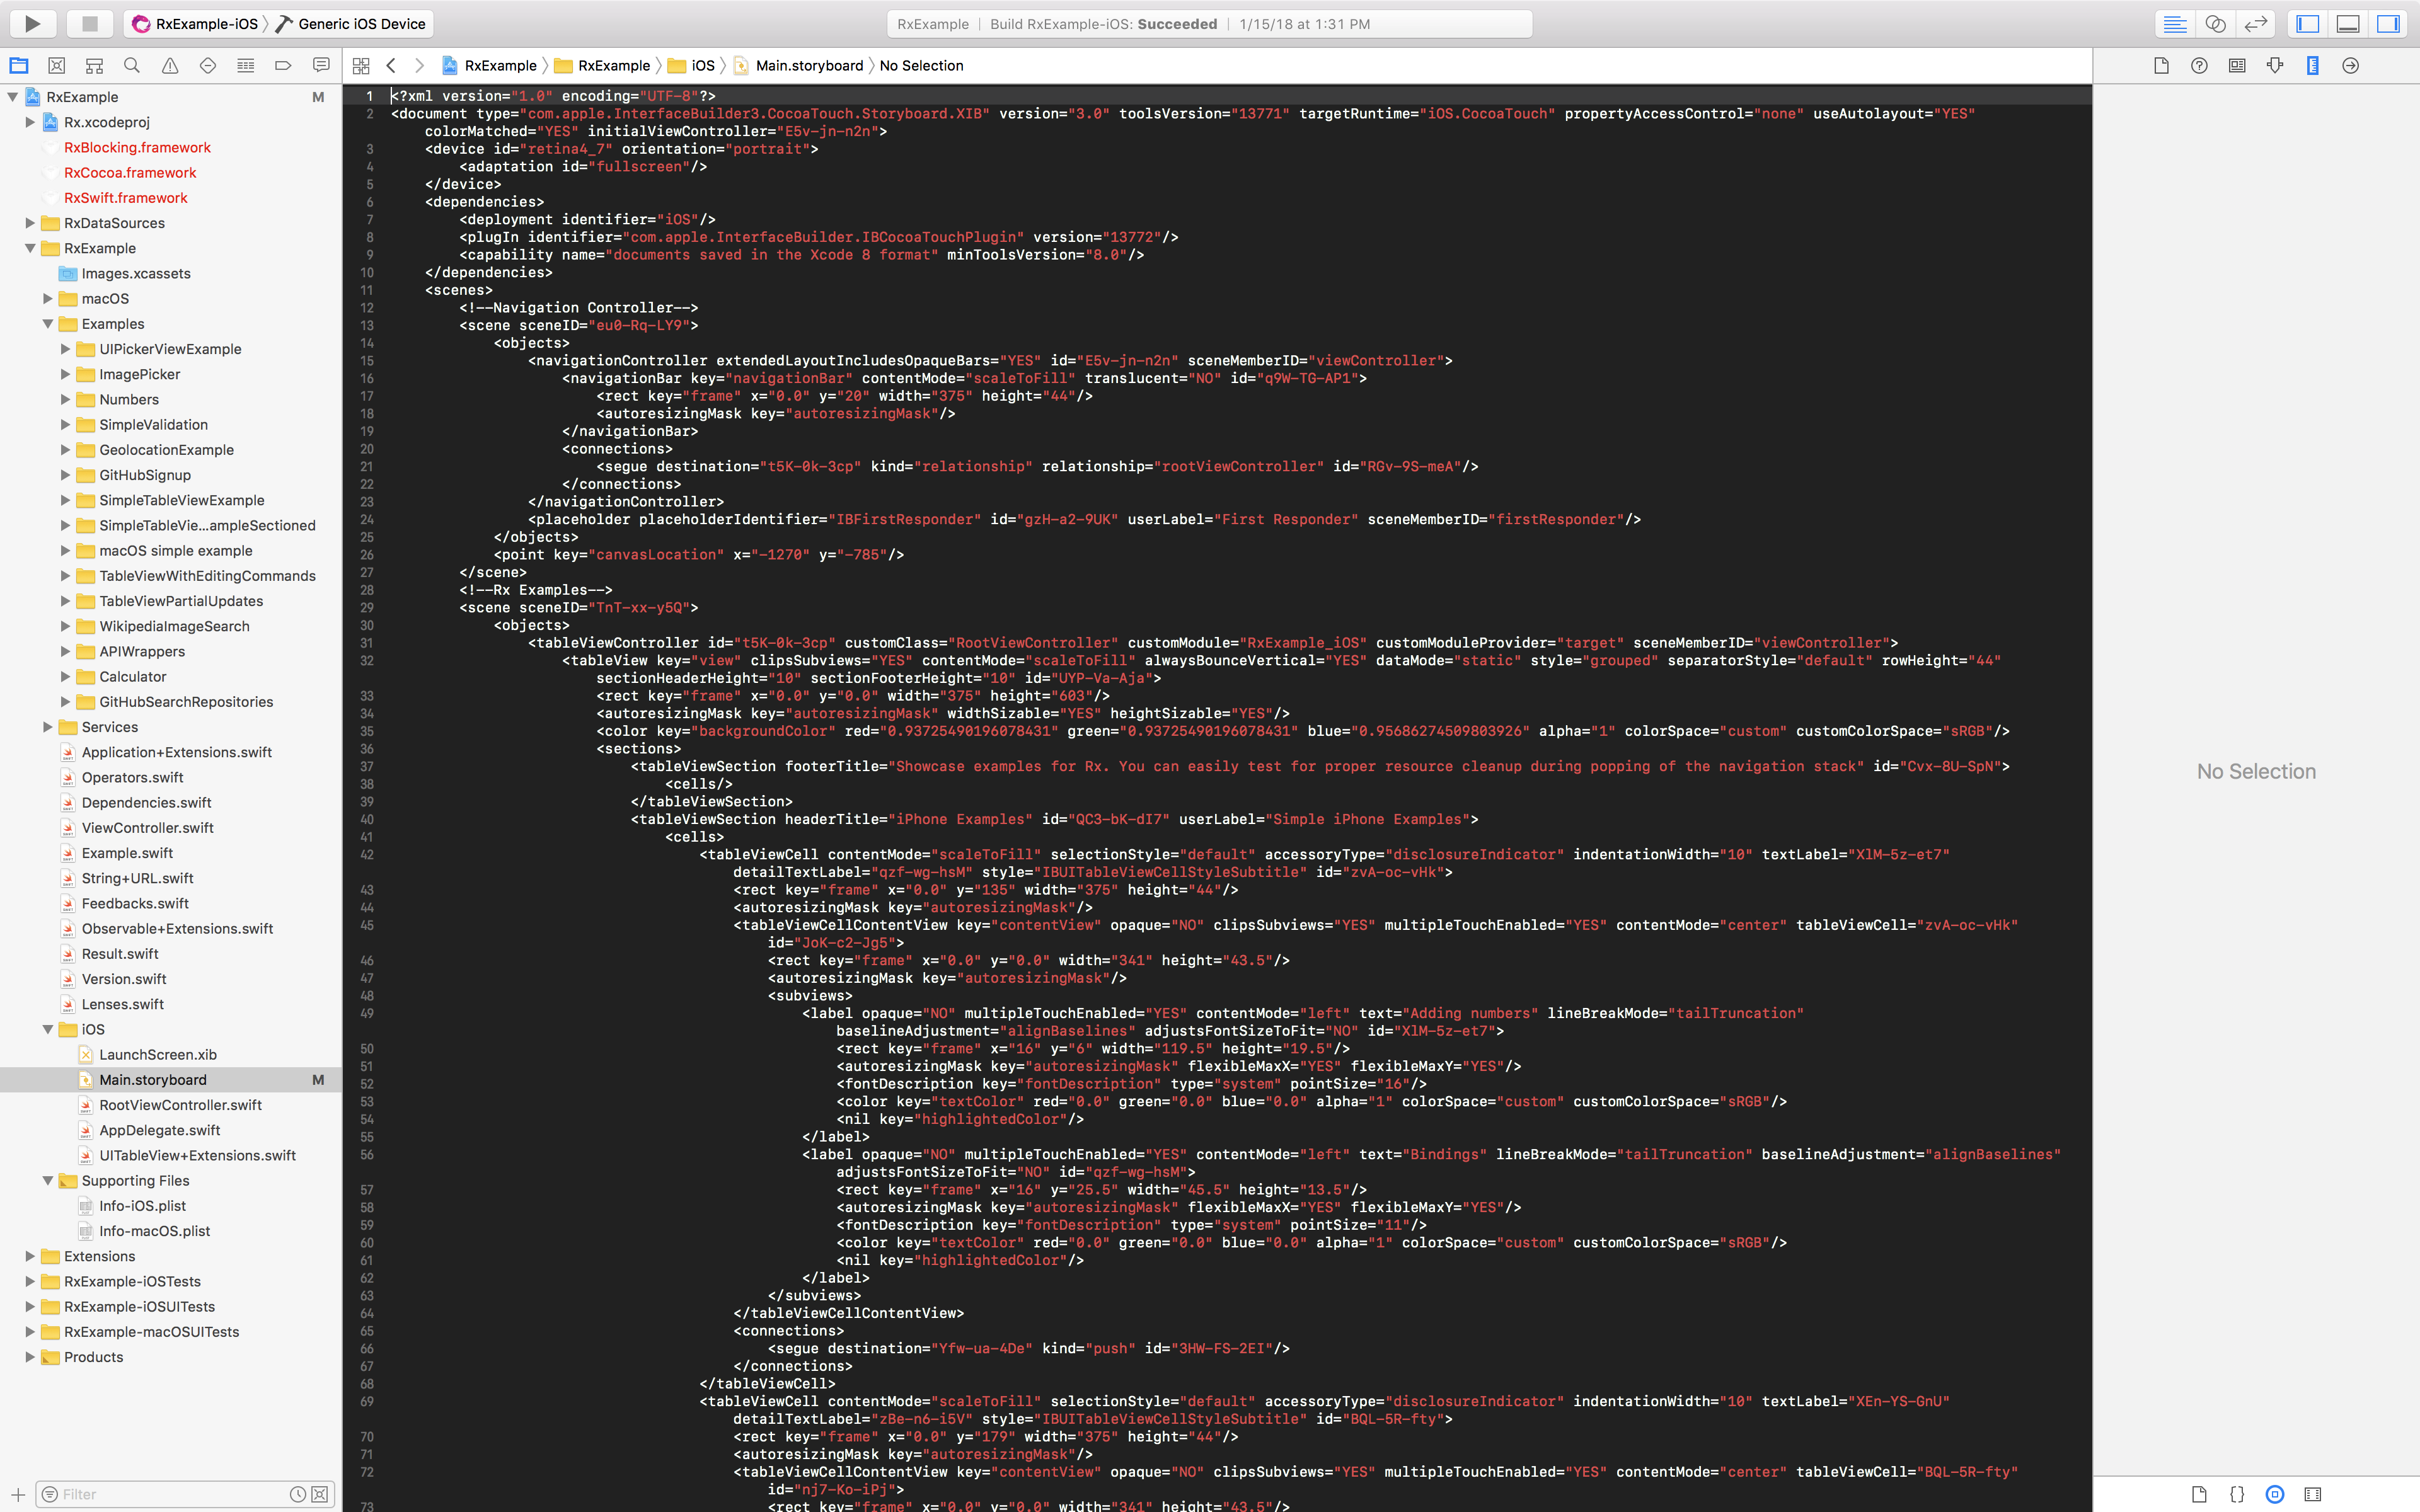 RxExample-iOS 〉 Generic iOS Device
RxExample | Build RxExample-iOS: Succeeded | 1/15/18 at 1:31 PM
RxExample 〉 RxExample 〉 iOS 〉 Main.storyboard 〉 No Selection
RxExample M
Rx.xcodeproj
RxBlocking.framework
RxCocoa.framework
RxSwift.framework
RxDataSources
RxExample
Images.xcassets
macOS
Examples
UIPickerViewExample
ImagePicker
Numbers
SimpleValidation
GeolocationExample
GitHubSignup
SimpleTableViewExample
SimpleTableVie...ampleSectioned
macOS simple example
TableViewWithEditingCommands
TableViewPartialUpdates
WikipediaImageSearch
APIWrappers
Calculator
GitHubSearchRepositories
Services
Application+Extensions.swift
Operators.swift
Dependencies.swift
ViewController.swift
Example.swift
String+URL.swift
Feedbacks.swift
Observable+Extensions.swift
Result.swift
Version.swift
Lenses.swift
iOS
LaunchScreen.xib
Main.storyboard M
RootViewController.swift
AppDelegate.swift
UITableView+Extensions.swift
Supporting Files
Info-iOS.plist
Info-macOS.plist
Extensions
RxExample-iOSTests
RxExample-iOSUITests
RxExample-macOSUITests
Products
Filter
1 <?xml version="1.0" encoding="UTF-8"?>
2 <document type="com.apple.InterfaceBuilder3.CocoaTouch.Storyboard.XIB" version="3.0" toolsVersion="13771" targetRuntime="iOS.CocoaTouch" propertyAccessControl="none" useAutolayout="YES"
colorMatched="YES" initialViewController="E5v-jn-n2n">
3 <device id="retina4_7" orientation="portrait">
4 <adaptation id="fullscreen"/>
5 </device>
6 <dependencies>
7 <deployment identifier="iOS"/>
8 <plugIn identifier="com.apple.InterfaceBuilder.IBCocoaTouchPlugin" version="13772"/>
9 <capability name="documents saved in the Xcode 8 format" minToolsVersion="8.0"/>
10 </dependencies>
11 <scenes>
12 <!--Navigation Controller-->
13 <scene sceneID="eu0-Rq-LY9">
14 <objects>
15 <navigationController extendedLayoutIncludesOpaqueBars="YES" id="E5v-jn-n2n" sceneMemberID="viewController">
16 <navigationBar key="navigationBar" contentMode="scaleToFill" translucent="NO" id="q9W-TG-AP1">
17 <rect key="frame" x="0.0" y="20" width="375" height="44"/>
18 <autoresizingMask key="autoresizingMask"/>
19 </navigationBar>
20 <connections>
21 <segue destination="t5K-0k-3cp" kind="relationship" relationship="rootViewController" id="RGv-9S-meA"/>
22 </connections>
23 </navigationController>
24 <placeholder placeholderIdentifier="IBFirstResponder" id="gzH-a2-9UK" userLabel="First Responder" sceneMemberID="firstResponder"/>
25 </objects>
26 <point key="canvasLocation" x="-1270" y="-785"/>
27 </scene>
28 <!--Rx Examples-->
29 <scene sceneID="TnT-xx-y5Q">
30 <objects>
31 <tableViewController id="t5K-0k-3cp" customClass="RootViewController" customModule="RxExample_iOS" customModuleProvider="target" sceneMemberID="viewController">
32 <tableView key="view" clipsSubviews="YES" contentMode="scaleToFill" alwaysBounceVertical="YES" dataMode="static" style="grouped" separatorStyle="default" rowHeight="44"
sectionHeaderHeight="10" sectionFooterHeight="10" id="UYP-Va-Aja">
33 <rect key="frame" x="0.0" y="0.0" width="375" height="603"/>
34 <autoresizingMask key="autoresizingMask" widthSizable="YES" heightSizable="YES"/>
35 <color key="backgroundColor" red="0.93725490196078431" green="0.93725490196078431" blue="0.95686274509803926" alpha="1" colorSpace="custom" customColorSpace="sRGB"/>
36 <sections>
37 <tableViewSection footerTitle="Showcase examples for Rx. You can easily test for proper resource cleanup during popping of the navigation stack" id="Cvx-8U-SpN">
38 <cells/>
39 </tableViewSection>
40 <tableViewSection headerTitle="iPhone Examples" id="QC3-bK-dI7" userLabel="Simple iPhone Examples">
41 <cells>
42 <tableViewCell contentMode="scaleToFill" selectionStyle="default" accessoryType="disclosureIndicator" indentationWidth="10" textLabel="XlM-5z-et7"
detailTextLabel="qzf-wg-hsM" style="IBUITableViewCellStyleSubtitle" id="zvA-oc-vHk">
43 <rect key="frame" x="0.0" y="135" width="375" height="44"/>
44 <autoresizingMask key="autoresizingMask"/>
45 <tableViewCellContentView key="contentView" opaque="NO" clipsSubviews="YES" multipleTouchEnabled="YES" contentMode="center" tableViewCell="zvA-oc-vHk"
id="JoK-c2-Jg5">
46 <rect key="frame" x="0.0" y="0.0" width="341" height="43.5"/>
47 <autoresizingMask key="autoresizingMask"/>
48 <subviews>
49 <label opaque="NO" multipleTouchEnabled="YES" contentMode="left" text="Adding numbers" lineBreakMode="tailTruncation"
baselineAdjustment="alignBaselines" adjustsFontSizeToFit="NO" id="XlM-5z-et7">
50 <rect key="frame" x="16" y="6" width="119.5" height="19.5"/>
51 <autoresizingMask key="autoresizingMask" flexibleMaxX="YES" flexibleMaxY="YES"/>
52 <fontDescription key="fontDescription" type="system" pointSize="16"/>
53 <color key="textColor" red="0.0" green="0.0" blue="0.0" alpha="1" colorSpace="custom" customColorSpace="sRGB"/>
54 <nil key="highlightedColor"/>
55 </label>
56 <label opaque="NO" multipleTouchEnabled="YES" contentMode="left" text="Bindings" lineBreakMode="tailTruncation" baselineAdjustment="alignBaselines"
adjustsFontSizeToFit="NO" id="qzf-wg-hsM">
57 <rect key="frame" x="16" y="25.5" width="45.5" height="13.5"/>
58 <autoresizingMask key="autoresizingMask" flexibleMaxX="YES" flexibleMaxY="YES"/>
59 <fontDescription key="fontDescription" type="system" pointSize="11"/>
60 <color key="textColor" red="0.0" green="0.0" blue="0.0" alpha="1" colorSpace="custom" customColorSpace="sRGB"/>
61 <nil key="highlightedColor"/>
62 </label>
63 </subviews>
64 </tableViewCellContentView>
65 <connections>
66 <segue destination="Yfw-ua-4De" kind="push" id="3HW-FS-2EI"/>
67 </connections>
68 </tableViewCell>
69 <tableViewCell contentMode="scaleToFill" selectionStyle="default" accessoryType="disclosureIndicator" indentationWidth="10" textLabel="XEn-YS-GnU"
detailTextLabel="zBe-n6-i5V" style="IBUITableViewCellStyleSubtitle" id="BQL-5R-fty">
70 <rect key="frame" x="0.0" y="179" width="375" height="44"/>
71 <autoresizingMask key="autoresizingMask"/>
72 <tableViewCellContentView key="contentView" opaque="NO" clipsSubviews="YES" multipleTouchEnabled="YES" contentMode="center" tableViewCell="BQL-5R-fty"
id="nj7-Ko-iPj">
73 <rect key="frame" x="0.0" y="0.0" width="341" height="43.5"/>
No Selection